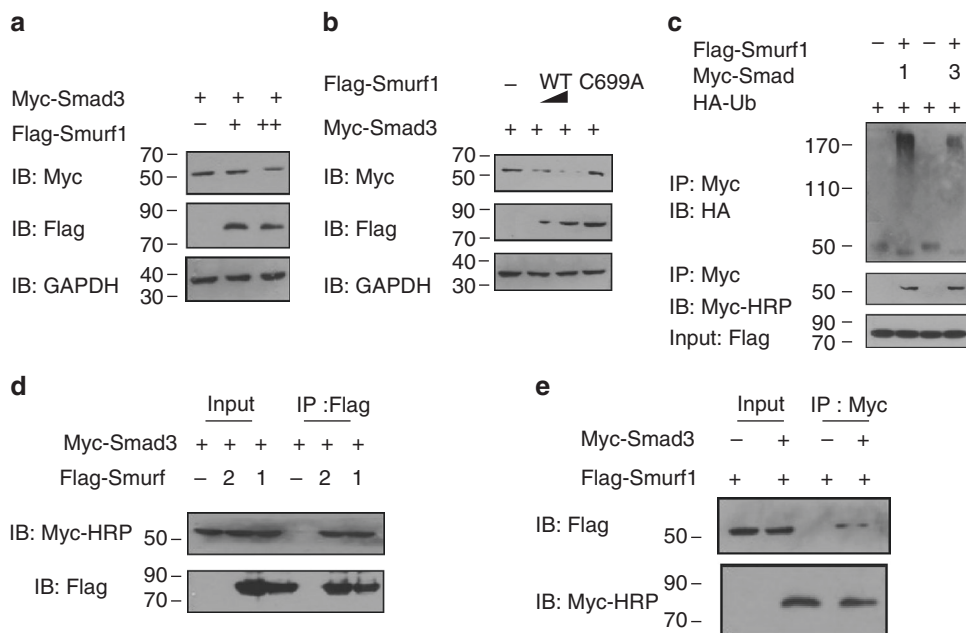 a
Myc-Smad3 + + +
Flag-Smurf1 – + ++
IB: Myc 70 – 50 –
IB: Flag 90 – 70 –
IB: GAPDH 40 – 30 –
b
Flag-Smurf1 – WT C699A
Myc-Smad3 + + + +
IB: Myc 70 – 50 –
IB: Flag 90 – 70 –
IB: GAPDH 40 – 30 –
c
Flag-Smurf1 – + – +
Myc-Smad 1 3
HA-Ub + + + +
170 –
IP: Myc 110 –
IB: HA
50 –
IP: Myc
IB: Myc-HRP 50 –
Input: Flag 90 – 70 –
d
Input IP :Flag
Myc-Smad3 + + + + + +
Flag-Smurf – 2 1 – 2 1
IB: Myc-HRP 50 –
IB: Flag 90 – 70 –
e
Input IP : Myc
Myc-Smad3 – + – +
Flag-Smurf1 + + + +
IB: Flag 50 –
IB: Myc-HRP 90 – 70 –